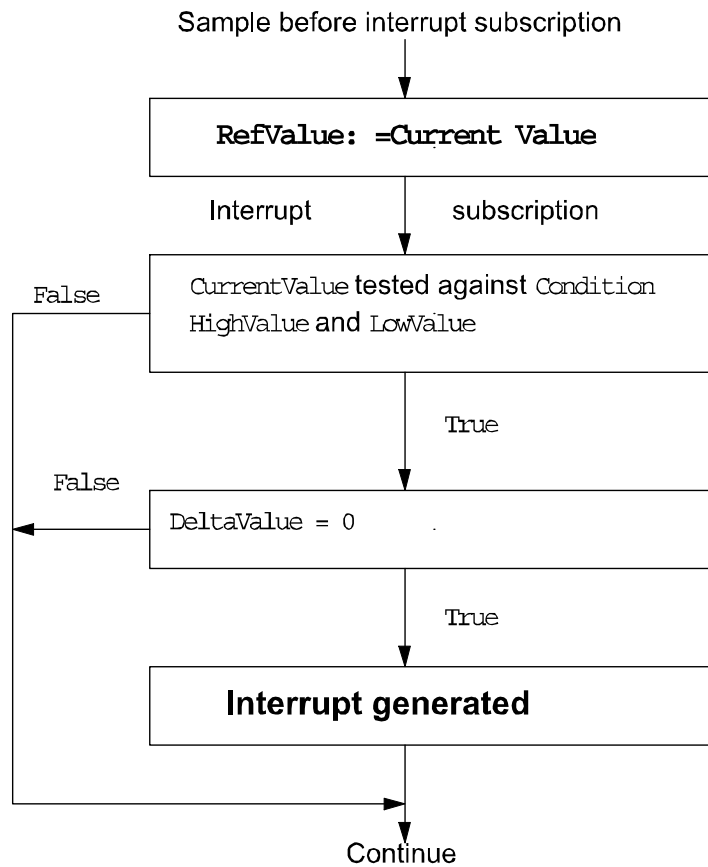 Sample before interrupt subscription
RefValue: =Current Value
Interrupt subscription
CurrentValue tested against Condition
HighValue and LowValue
False
True
False
DeltaValue = 0
True
Interrupt generated
Continue